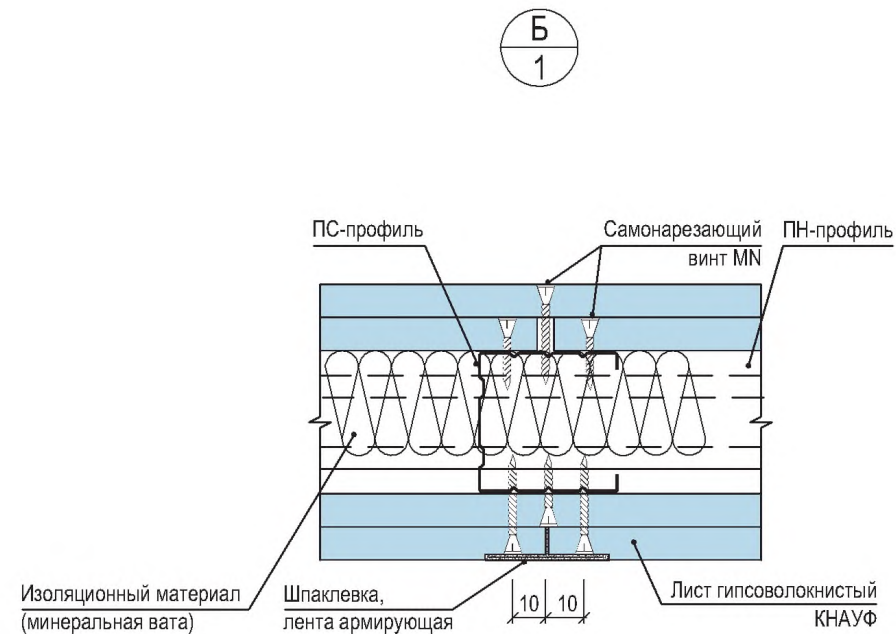 Б
1
ПС-профиль
Самонарезающий
винт MN
ПН-профиль
Изоляционный материал
(минеральная вата)
Шпаклевка,
лента армирующая
10 10
Лист гипсоволокнистый
КНАУФ